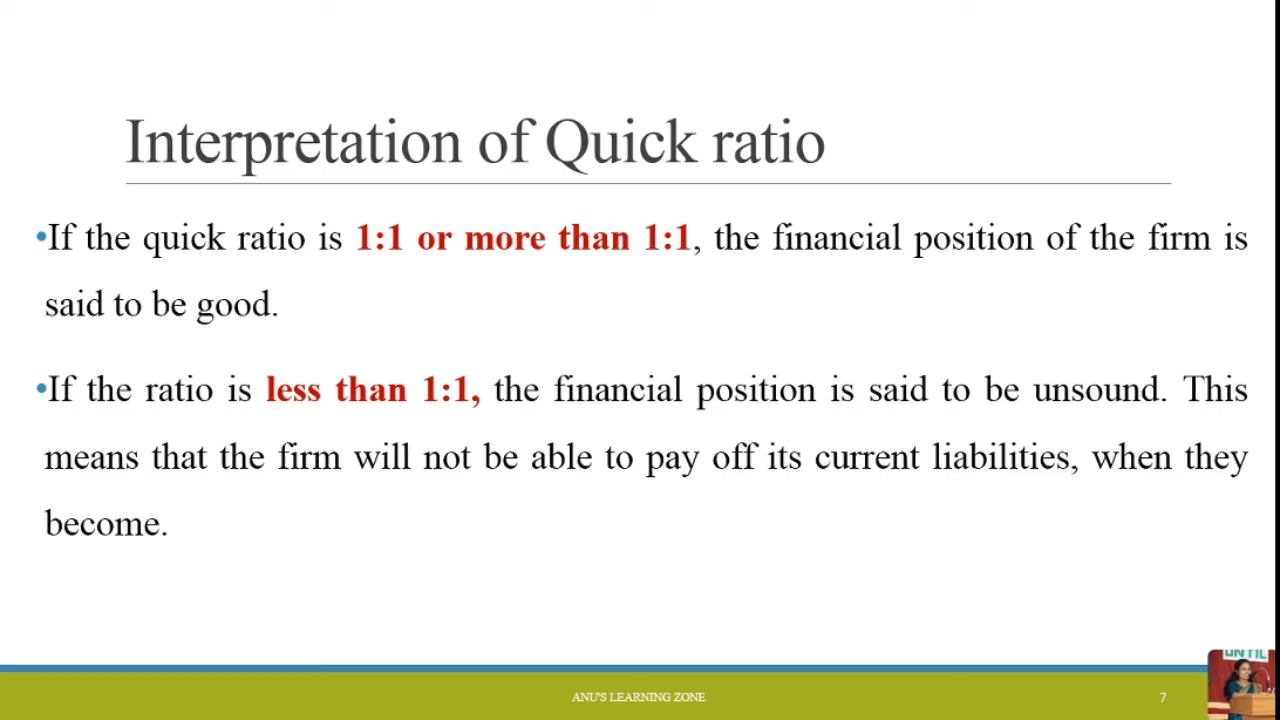 Interpretation of Quick ratio
•If the quick ratio is 1:1 or more than 1:1, the financial position of the firm is
said to be good.
•If the ratio is less than 1:1, the financial position is said to be unsound. This
means that the firm will not be able to pay off its current liabilities, when they
become.
ANU'S LEARNING ZONE
7